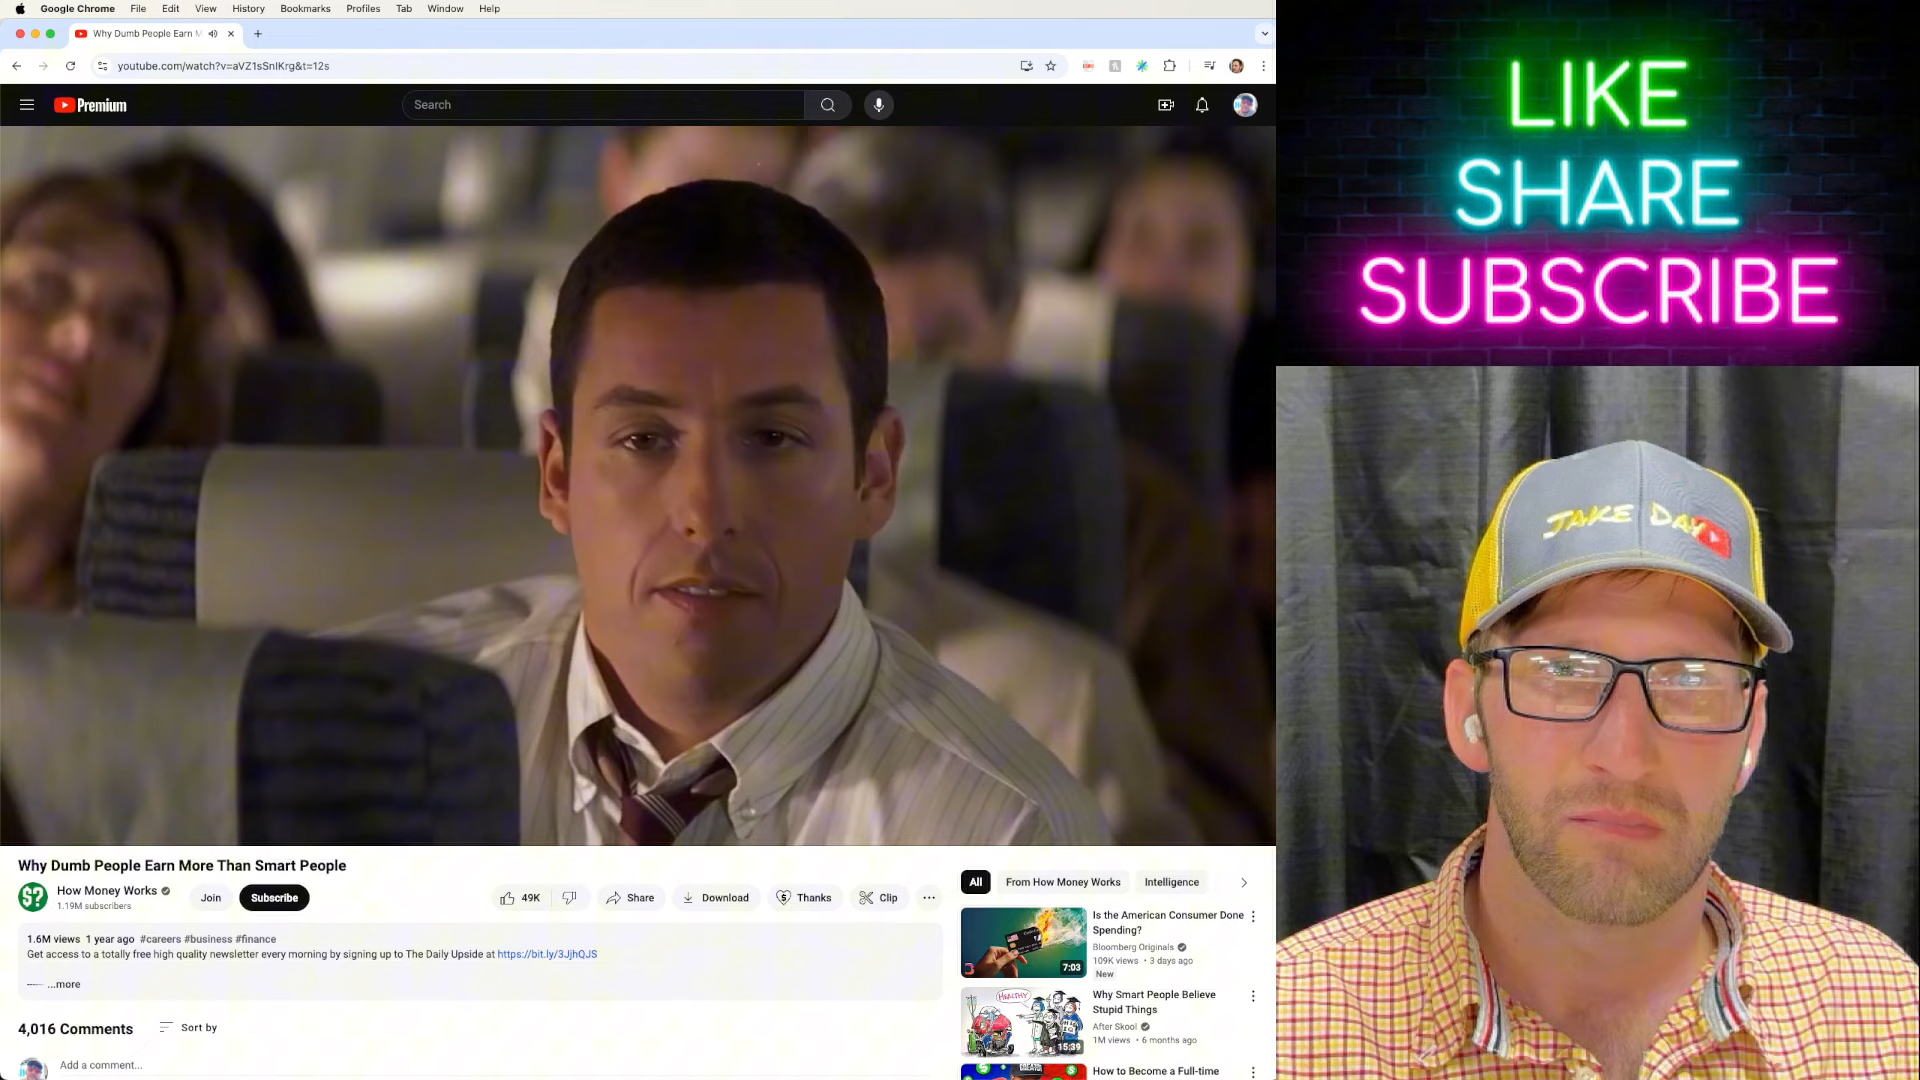 Google Chrome File Edit View History Bookmarks Profiles Tab Window Help
Why Dumb People Earn M
youtube.com/watch?v=aVZ1sSnlKrg&t=12s
Premium
Search
LIKE
SHARE
SUBSCRIBE
JAKE DAY
Why Dumb People Earn More Than Smart People
How Money Works
1.19M subscribers
Join
Subscribe
49K
Share
Download
Thanks
Clip
1.6M views 1 year ago #careers #business #finance
Get access to a totally free high quality newsletter every morning by signing up to The Daily Upside at https://bit.ly/3JjhQJS
...more
4,016 Comments
Sort by
Add a comment...
All
From How Money Works
Intelligence
Is the American Consumer Done Spending?
Bloomberg Originals
109K views • 3 days ago
New
7:03
Why Smart People Believe
Stupid Things
After Skool
1M views • 6 months ago
HEALTHY
15:39
How to Become a Full-time